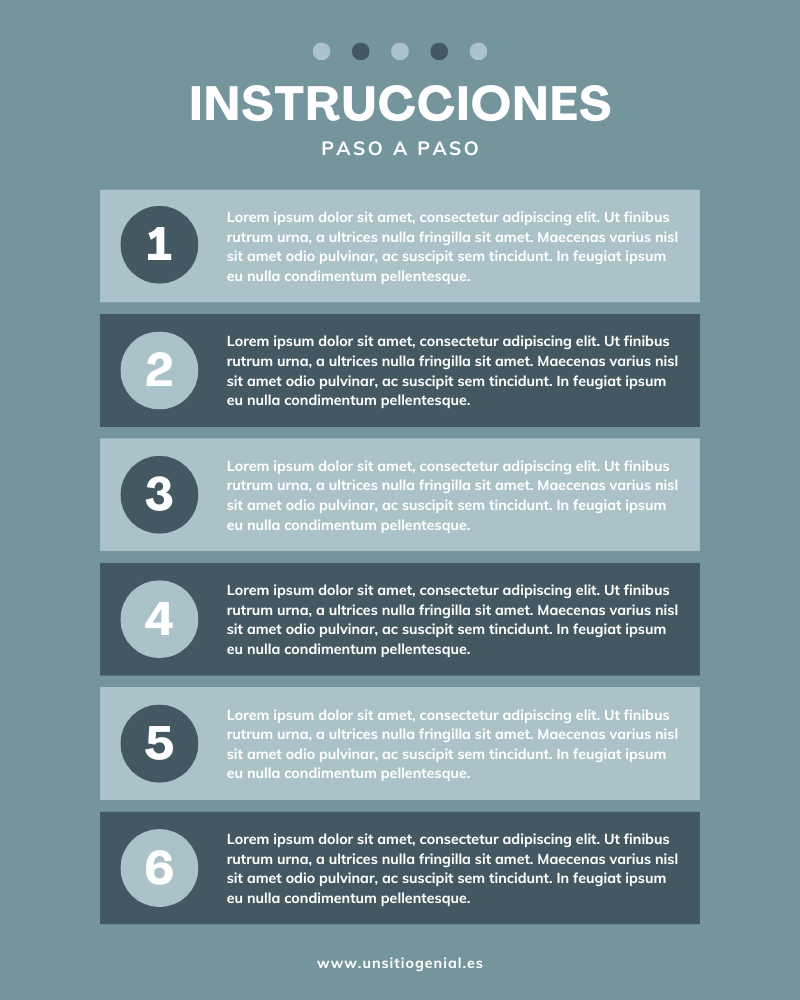 INSTRUCCIONES
PASO A PASO
1
Lorem ipsum dolor sit amet, consectetur adipiscing elit. Ut finibus
rutrum urna, a ultrices nulla fringilla sit amet. Maecenas varius nisl
sit amet odio pulvinar, ac suscipit sem tincidunt. In feugiat ipsum
eu nulla condimentum pellentesque.
2
Lorem ipsum dolor sit amet, consectetur adipiscing elit. Ut finibus
rutrum urna, a ultrices nulla fringilla sit amet. Maecenas varius nisl
sit amet odio pulvinar, ac suscipit sem tincidunt. In feugiat ipsum
eu nulla condimentum pellentesque.
3
Lorem ipsum dolor sit amet, consectetur adipiscing elit. Ut finibus
rutrum urna, a ultrices nulla fringilla sit amet. Maecenas varius nisl
sit amet odio pulvinar, ac suscipit sem tincidunt. In feugiat ipsum
eu nulla condimentum pellentesque.
4
Lorem ipsum dolor sit amet, consectetur adipiscing elit. Ut finibus
rutrum urna, a ultrices nulla fringilla sit amet. Maecenas varius nisl
sit amet odio pulvinar, ac suscipit sem tincidunt. In feugiat ipsum
eu nulla condimentum pellentesque.
5
Lorem ipsum dolor sit amet, consectetur adipiscing elit. Ut finibus
rutrum urna, a ultrices nulla fringilla sit amet. Maecenas varius nisl
sit amet odio pulvinar, ac suscipit sem tincidunt. In feugiat ipsum
eu nulla condimentum pellentesque.
6
Lorem ipsum dolor sit amet, consectetur adipiscing elit. Ut finibus
rutrum urna, a ultrices nulla fringilla sit amet. Maecenas varius nisl
sit amet odio pulvinar, ac suscipit sem tincidunt. In feugiat ipsum
eu nulla condimentum pellentesque.
www.unsitiogenial.es